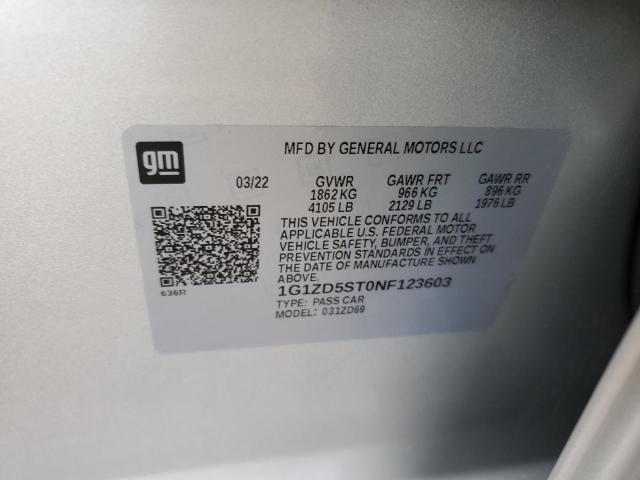 gm
MFD BY GENERAL MOTORS LLC
03/22 GVWR GAWR FRT GAWR RR
1862 KG 966 KG 896 KG
4105 LB 2129 LB 1976 LB
THIS VEHICLE CONFORMS TO ALL
APPLICABLE U.S. FEDERAL MOTOR
VEHICLE SAFETY, BUMPER, AND THEFT
PREVENTION STANDARDS IN EFFECT ON
THE DATE OF MANUFACTURE SHOWN
ABOVE.
636R
1G1ZD5ST0NF123603
TYPE: PASS CAR
MODEL: 031ZD69